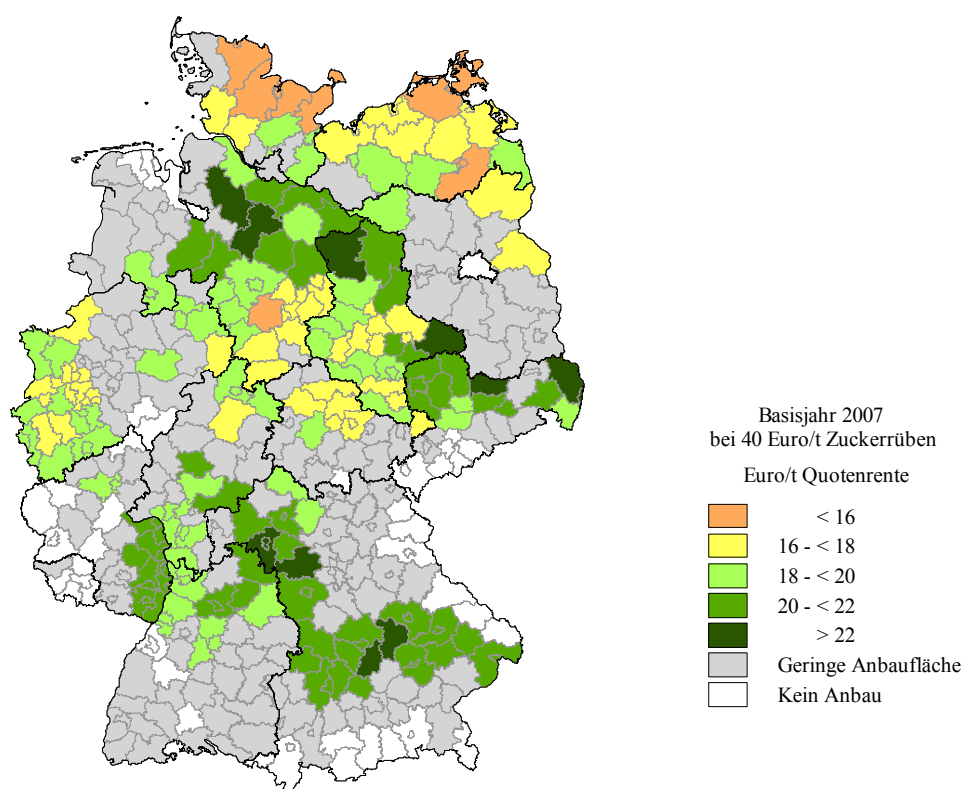 Basisjahr 2007
bei 40 Euro/t Zuckerrüben
Euro/t Quotenrente
< 16
16 - < 18
18 - < 20
20 - < 22
> 22
Geringe Anbaufläche
Kein Anbau